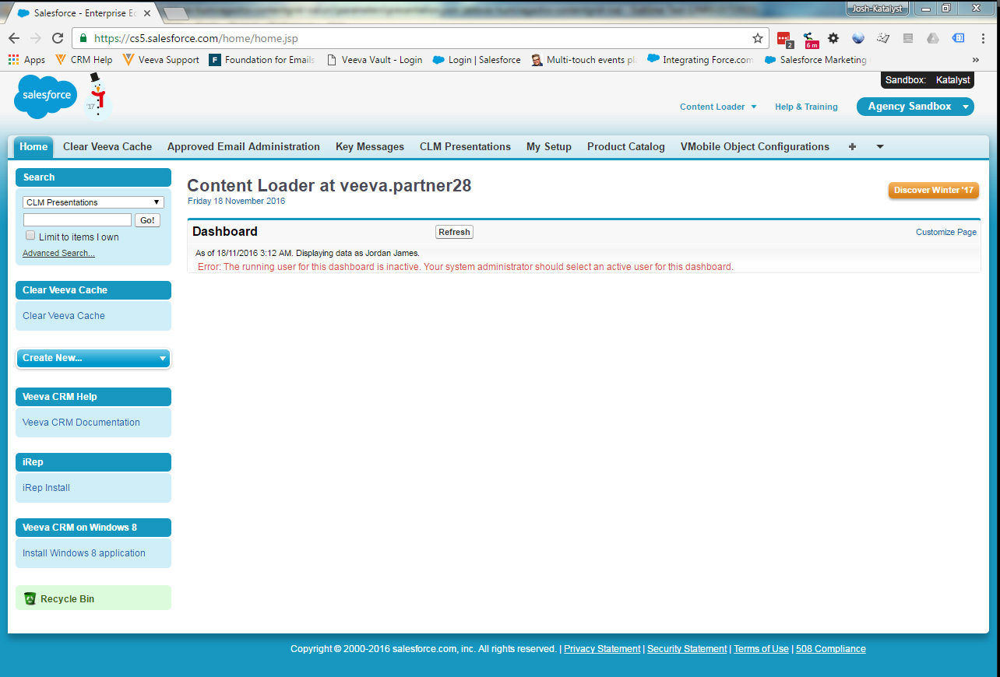 Salesforce - Enterprise Ec
Josh-Katalyst
https://cs5.salesforce.com/home/home.jsp
2
6 m
Apps
CRM Help
Veeva Support
F
Foundation for Emails
Veeva Vault - Login
Login | Salesforce
Multi-touch events pl
Integrating Force.com
Salesforce Marketing
»
Sandbox: Katalyst
salesforce
'17
Content Loader
Help & Training
Agency Sandbox
Home
Clear Veeva Cache
Approved Email Administration
Key Messages
CLM Presentations
My Setup
Product Catalog
VMobile Object Configurations
+
Search
CLM Presentations
Go!
Limit to items I own
Advanced Search...
Clear Veeva Cache
Clear Veeva Cache
Create New...
Veeva CRM Help
Veeva CRM Documentation
iRep
iRep Install
Veeva CRM on Windows 8
Install Windows 8 application
Recycle Bin
Content Loader at veeva.partner28
Friday 18 November 2016
Discover Winter '17
Dashboard
Refresh
Customize Page
As of 18/11/2016 3:12 AM. Displaying data as Jordan James.
Error: The running user for this dashboard is inactive. Your system administrator should select an active user for this dashboard.
Copyright © 2000-2016 salesforce.com, inc. All rights reserved. | Privacy Statement | Security Statement | Terms of Use | 508 Compliance